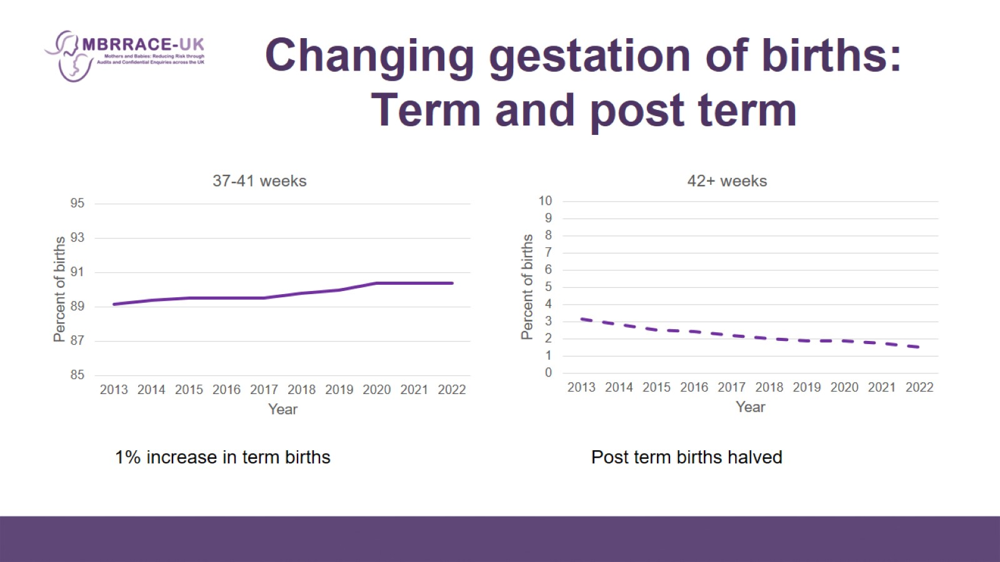 MBRRACE-UK
Mothers and Babies: Reducing Risk through
Audits and Confidential Enquiries across the UK
Changing gestation of births:
Term and post term
37-41 weeks
95
93
91
89
87
85
Percent of births
2013 2014 2015 2016 2017 2018 2019 2020 2021 2022
Year
1% increase in term births
42+ weeks
10
9
8
7
6
5
4
3
2
1
0
Percent of births
2013 2014 2015 2016 2017 2018 2019 2020 2021 2022
Year
Post term births halved